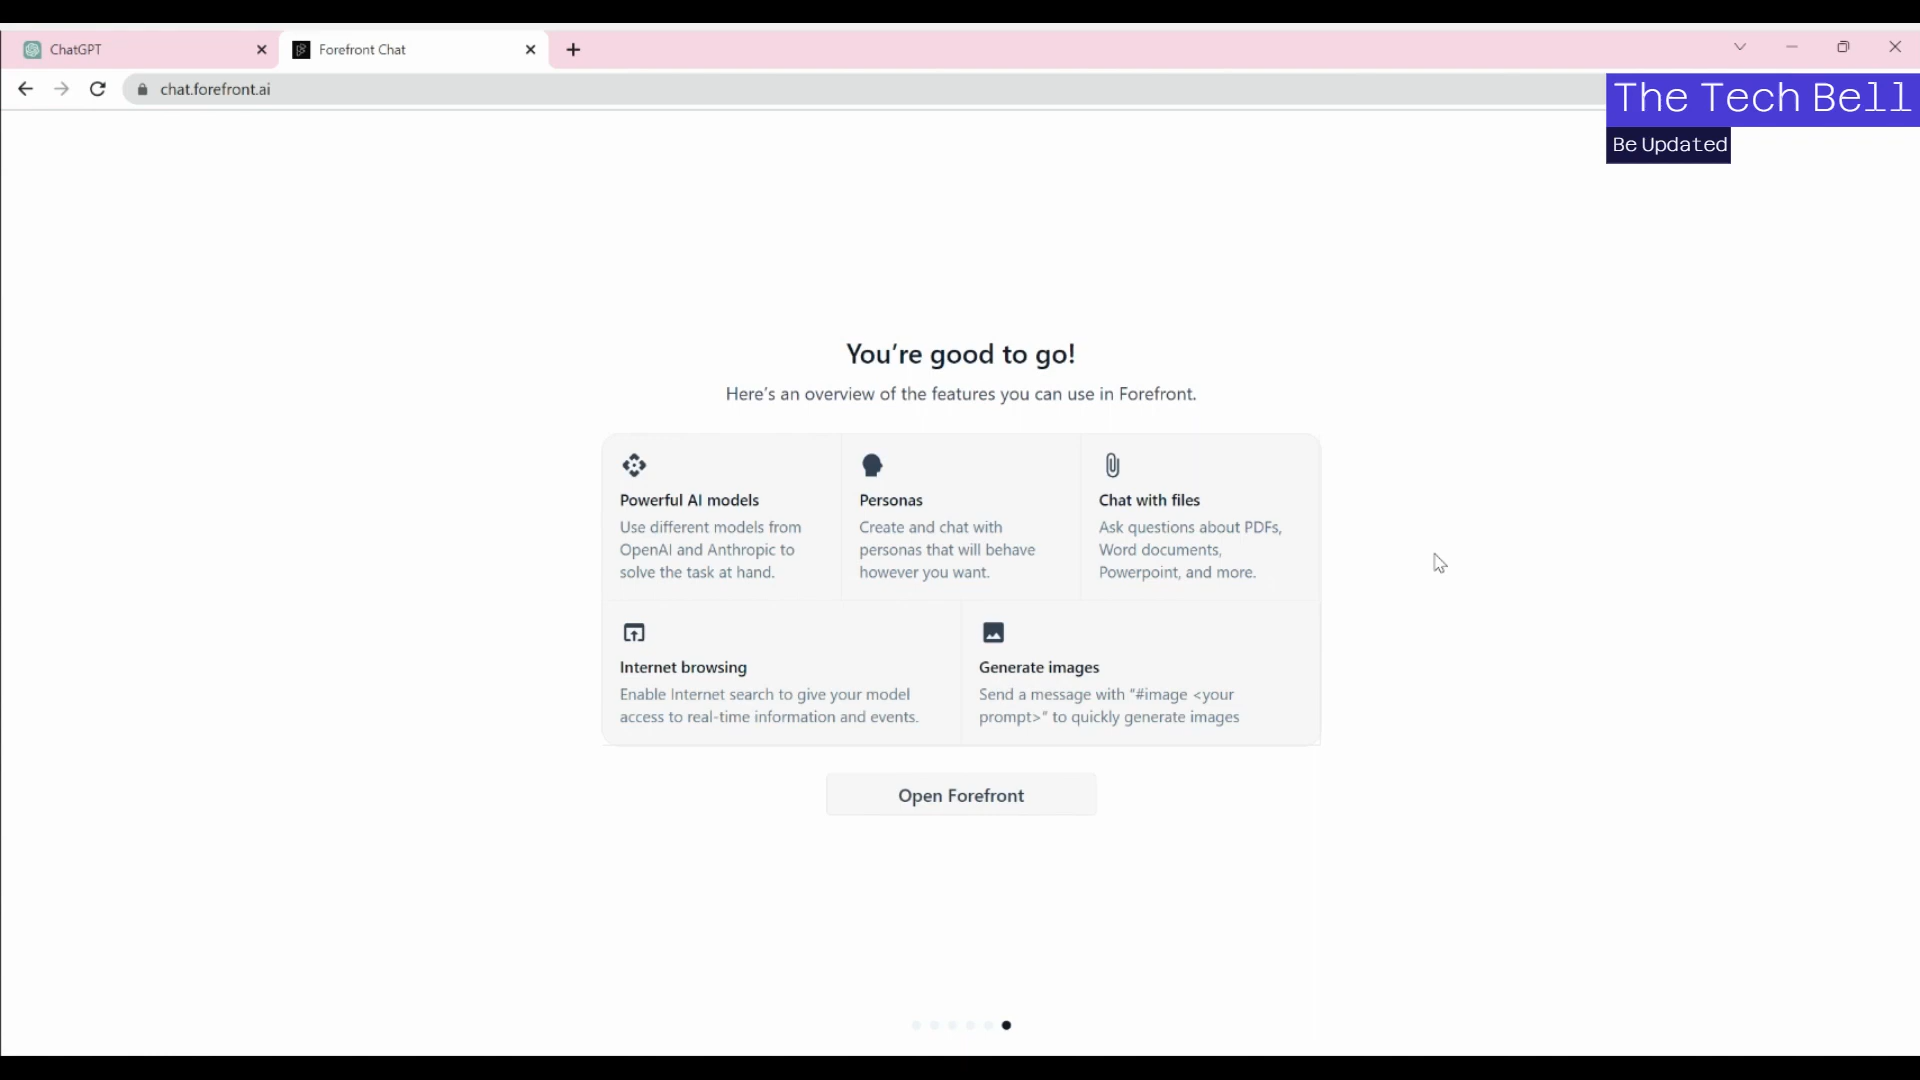 ChatGPT
Forefront Chat
chat.forefront.ai
The Tech Bell
Be Updated
You're good to go!
Here's an overview of the features you can use in Forefront.
Powerful AI models
Use different models from
OpenAI and Anthropic to
solve the task at hand.
Personas
Create and chat with
personas that will behave
however you want.
Chat with files
Ask questions about PDFs,
Word documents,
Powerpoint, and more.
Internet browsing
Enable Internet search to give your model
access to real-time information and events.
Generate images
Send a message with "#image <your
prompt>" to quickly generate images
Open Forefront